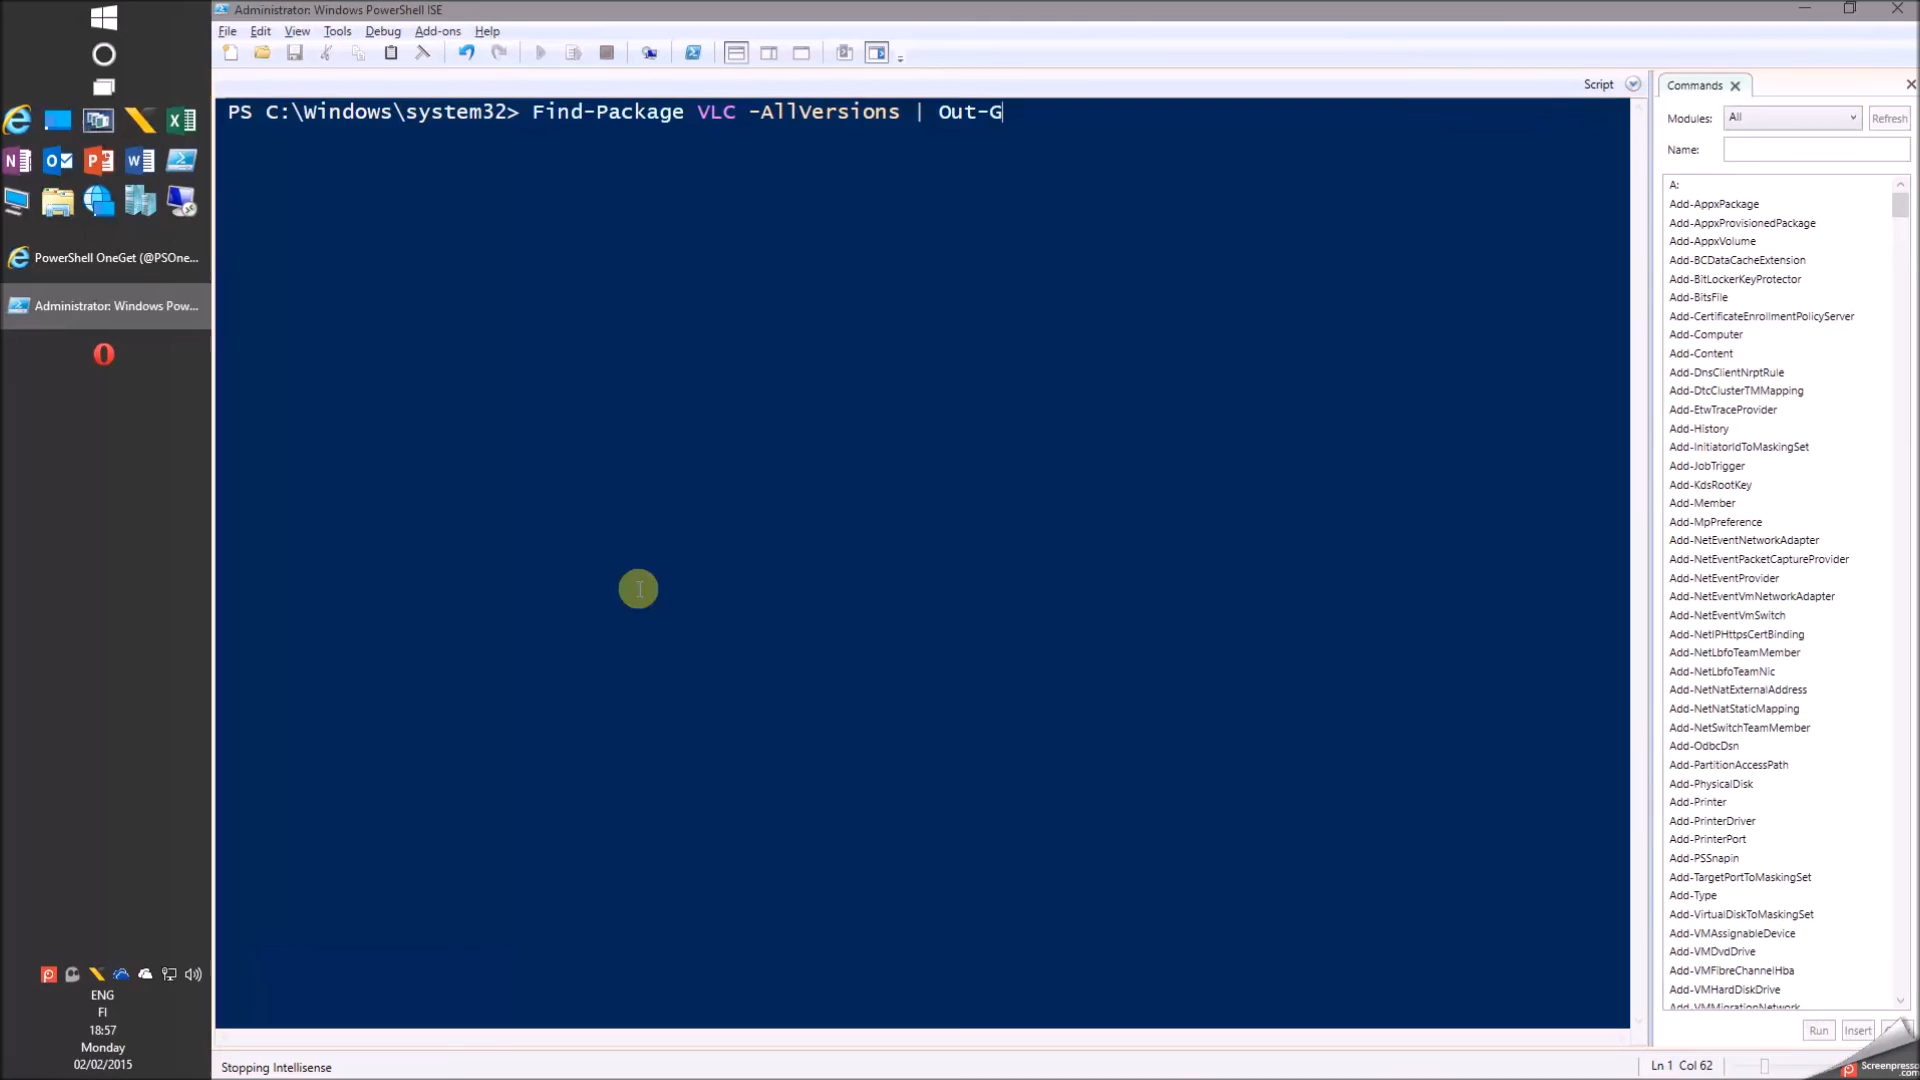 Administrator: Windows PowerShell ISE
File Edit View Tools Debug Add-ons Help
Script
PS C:\Windows\system32> Find-Package VLC -AllVersions | Out-G
PowerShell OneGet (@PSOne...
Administrator: Windows Pow...
ENG
FI
18:57
Monday
02/02/2015
Commands
Modules: All Refresh
Name:
A:
Add-AppxPackage
Add-AppxProvisionedPackage
Add-AppxVolume
Add-BCDataCacheExtension
Add-BitLockerKeyProtector
Add-BitsFile
Add-CertificateEnrollmentPolicyServer
Add-Computer
Add-Content
Add-DnsClientNrptRule
Add-DtcClusterTMMapping
Add-EtwTraceProvider
Add-History
Add-InitiatorIdToMaskingSet
Add-JobTrigger
Add-KdsRootKey
Add-Member
Add-MpPreference
Add-NetEventNetworkAdapter
Add-NetEventPacketCaptureProvider
Add-NetEventProvider
Add-NetEventVmNetworkAdapter
Add-NetEventVmSwitch
Add-NetIPHttpsCertBinding
Add-NetLbfoTeamMember
Add-NetLbfoTeamNic
Add-NetNatExternalAddress
Add-NetNatStaticMapping
Add-NetSwitchTeamMember
Add-OdbcDsn
Add-PartitionAccessPath
Add-PhysicalDisk
Add-Printer
Add-PrinterDriver
Add-PrinterPort
Add-PSSnapin
Add-TargetPortToMaskingSet
Add-Type
Add-VirtualDiskToMaskingSet
Add-VMAssignableDevice
Add-VMDvdDrive
Add-VMFibreChannelHba
Add-VMHardDiskDrive
Add-VMMigrationNetwork
Run Insert
Stopping Intellisense
Ln 1 Col 62
Screenpresso
.com